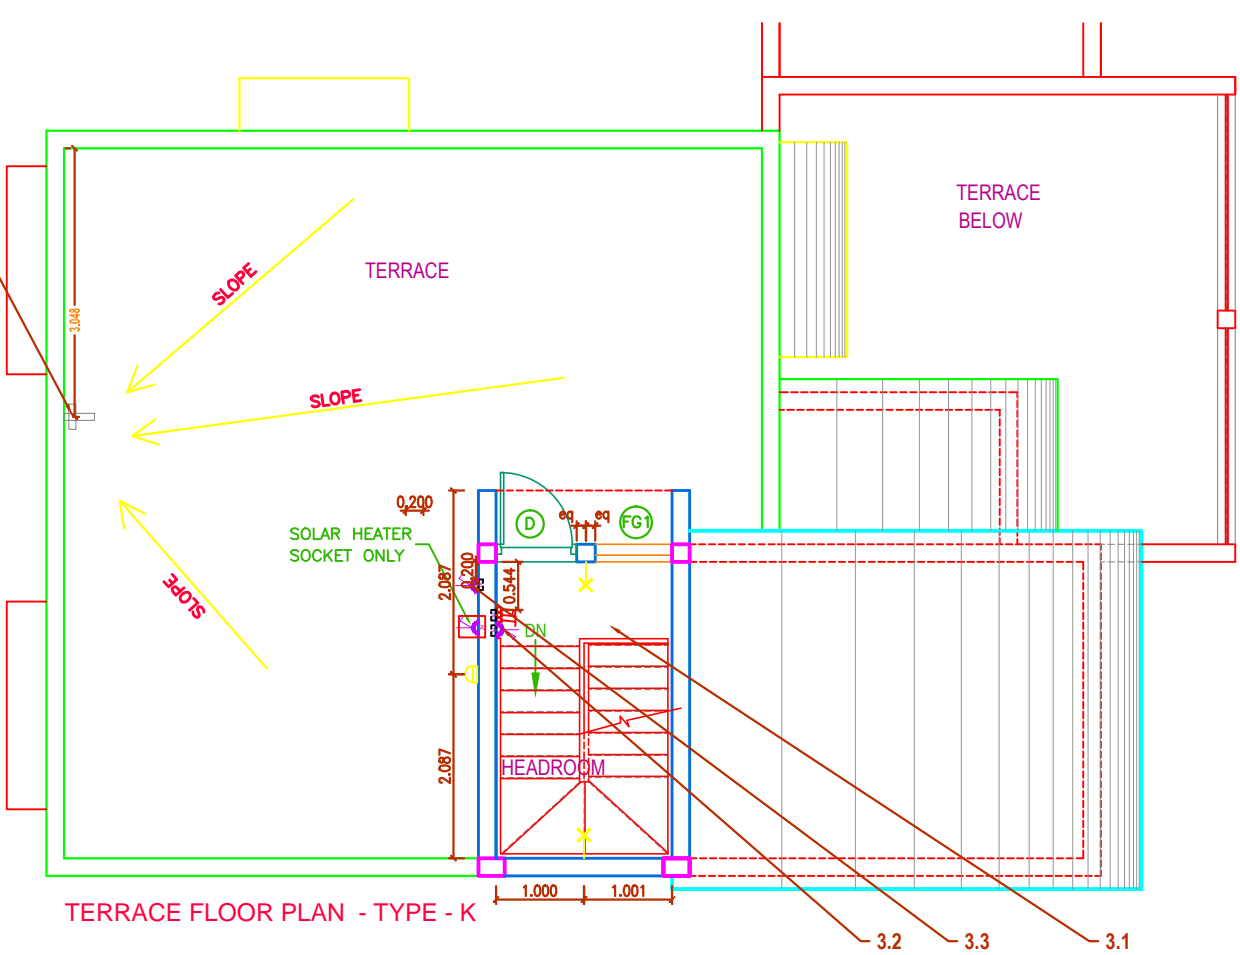 TERRACE
BELOW
TERRACE
SLOPE
3.048
SLOPE
0.200
D
eq
eq
FG1
SOLAR HEATER
SOCKET ONLY
2.087
0.200
0.544
DN
SLOPE
2.087
HEADROOM
1.000
1.001
TERRACE FLOOR PLAN - TYPE - K
3.2
3.3
3.1